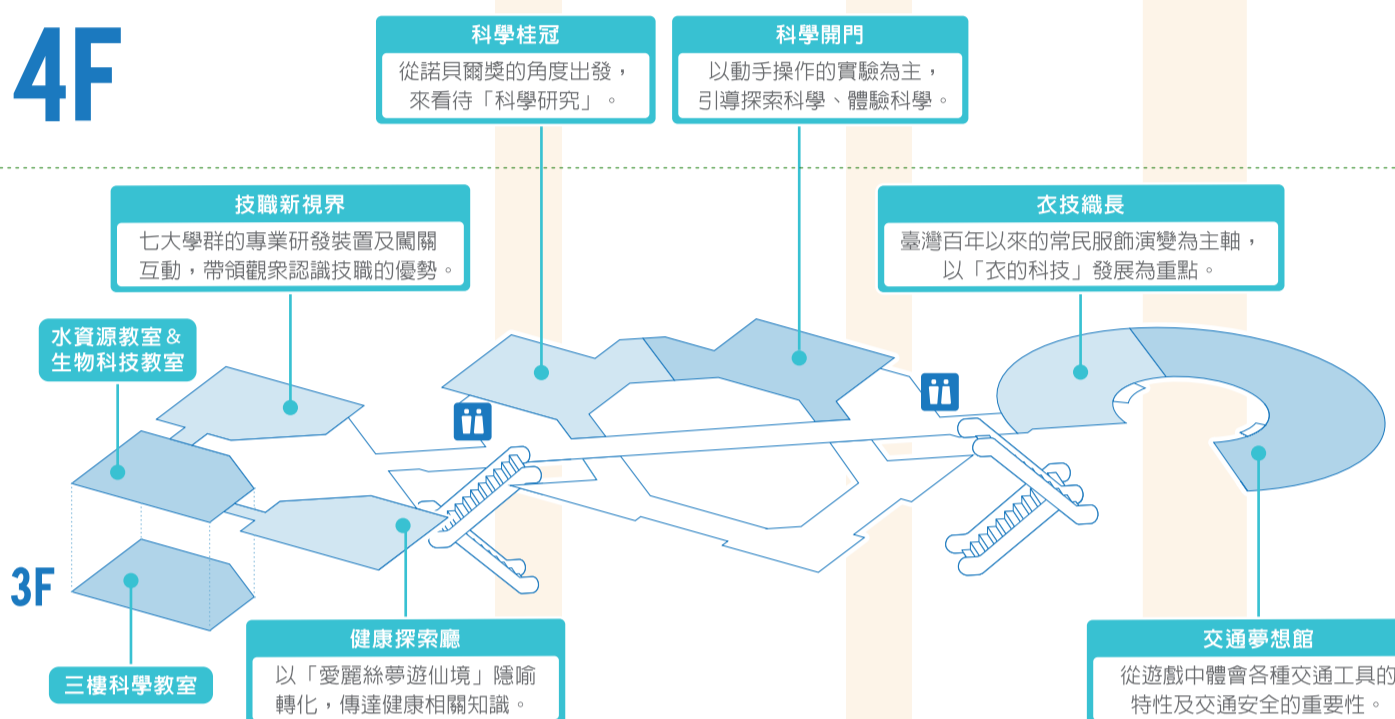 4F
科學桂冠
從諾貝爾獎的角度出發，
來看待「科學研究」。
科學開門
以動手操作的實驗為主，
引導探索科學、體驗科學。
技職新視界
七大學群的專業研發裝置及闖關
互動，帶領觀眾認識技職的優勢。
衣技織長
臺灣百年以來的常民服飾演變為主軸，
以「衣的科技」發展為重點。
水資源教室＆
生物科技教室
3F
三樓科學教室
健康探索廳
以「愛麗絲夢遊仙境」隱喻
轉化，傳達健康相關知識。
交通夢想館
從遊戲中體會各種交通工具的
特性及交通安全的重要性。